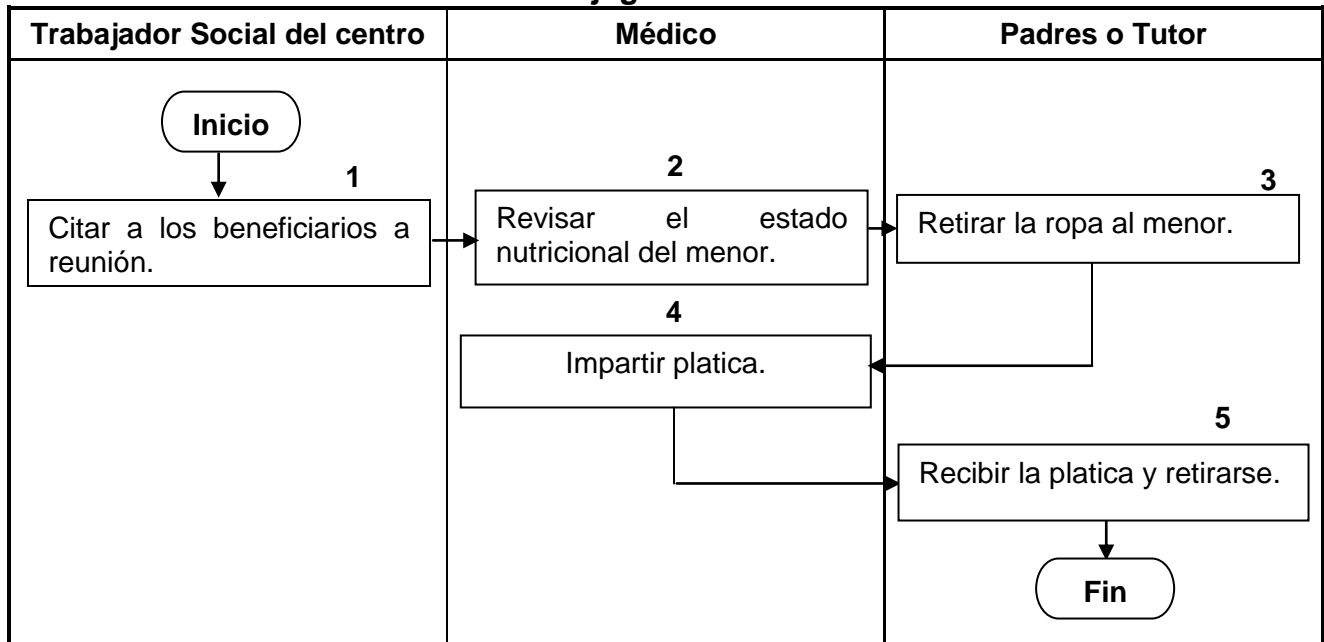 Trabajador Social del centro
Médico
Padres o Tutor
Inicio
1
2
3
Citar a los beneficiarios a
reunión.
Revisar el estado
nutricional del menor.
Retirar la ropa al menor.
4
Impartir platica.
5
Recibir la platica y retirarse.
Fin